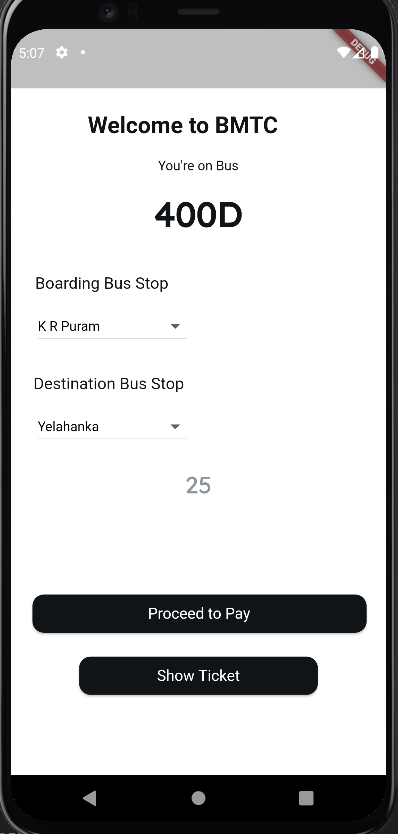 5:07
DEBUG
Welcome to BMTC
You're on Bus
400D
Boarding Bus Stop
K R Puram
Destination Bus Stop
Yelahanka
25
Proceed to Pay
Show Ticket